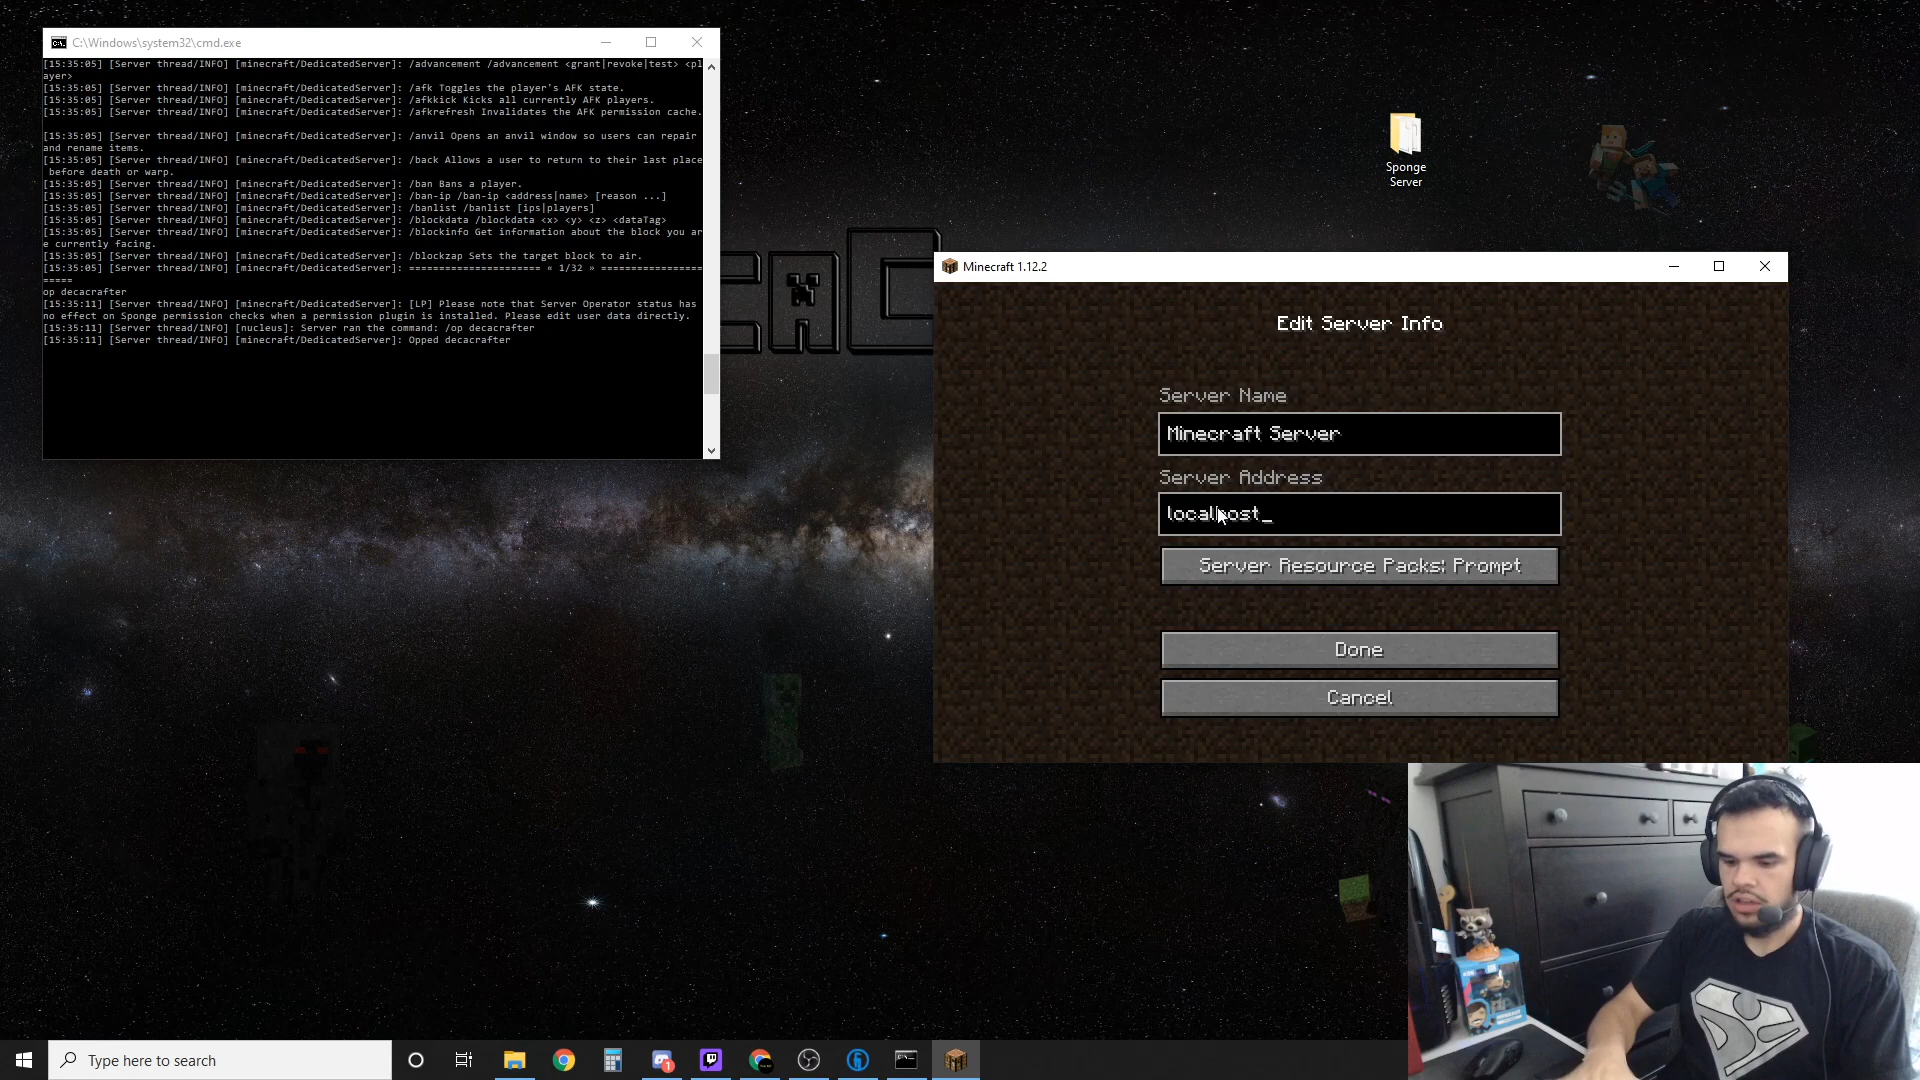 C:\Windows\system32\cmd.exe
[15:35:05] [Server thread/INFO] [minecraft/DedicatedServer]: /advancement /advancement <grant|revoke|test> <pl
ayer>
[15:35:05] [Server thread/INFO] [minecraft/DedicatedServer]: /afk Toggles the player's AFK state.
[15:35:05] [Server thread/INFO] [minecraft/DedicatedServer]: /afkkick Kicks all currently AFK players.
[15:35:05] [Server thread/INFO] [minecraft/DedicatedServer]: /afkrefresh Invalidates the AFK permission cache.
[15:35:05] [Server thread/INFO] [minecraft/DedicatedServer]: /anvil Opens an anvil window so users can repair
and rename items.
[15:35:05] [Server thread/INFO] [minecraft/DedicatedServer]: /back Allows a user to return to their last place
before death or warp.
[15:35:05] [Server thread/INFO] [minecraft/DedicatedServer]: /ban Bans a player.
[15:35:05] [Server thread/INFO] [minecraft/DedicatedServer]: /ban-ip /ban-ip <address|name> [reason ...]
[15:35:05] [Server thread/INFO] [minecraft/DedicatedServer]: /banlist /banlist [ips|players]
[15:35:05] [Server thread/INFO] [minecraft/DedicatedServer]: /blockdata /blockdata <x> <y> <z> <dataTag>
[15:35:05] [Server thread/INFO] [minecraft/DedicatedServer]: /blockinfo Get information about the block you ar
e currently facing.
[15:35:05] [Server thread/INFO] [minecraft/DedicatedServer]: /blockzap Sets the target block to air.
[15:35:05] [Server thread/INFO] [minecraft/DedicatedServer]: ===================== « 1/32 » =================
=====
op decacrafter
[15:35:11] [Server thread/INFO] [minecraft/DedicatedServer]: [LP] Please note that Server Operator status has
no effect on Sponge permission checks when a permission plugin is installed. Please edit user data directly.
[15:35:11] [Server thread/INFO] [nucleus]: Server ran the command: /op decacrafter
[15:35:11] [Server thread/INFO] [minecraft/DedicatedServer]: Opped decacrafter
Sponge
Server
Minecraft 1.12.2
Edit Server Info
Server Name
Minecraft Server
Server Address
localhost_
Server Resource Packs: Prompt
Done
Cancel
Type here to search
1